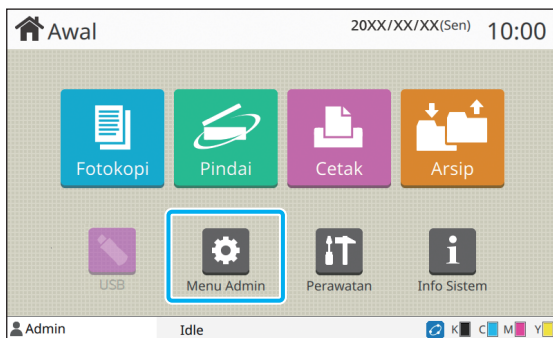 Awal 20XX/XX/XX(Sen) 10:00
Fotokopi Pindai Cetak Arsip
USB Menu Admin Perawatan Info Sistem
Admin Idle K C M Y